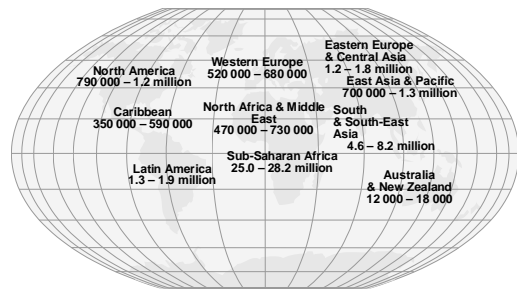 North America
790 000 – 1.2 million
Western Europe
520 000 – 680 000
Eastern Europe
& Central Asia
1.2 – 1.8 million
East Asia & Pacific
700 000 – 1.3 million
Caribbean
350 000 – 590 000
North Africa & Middle
East
470 000 – 730 000
South
& South-East
Asia
4.6 – 8.2 million
Sub-Saharan Africa
25.0 – 28.2 million
Latin America
1.3 – 1.9 million
Australia
& New Zealand
12 000 – 18 000